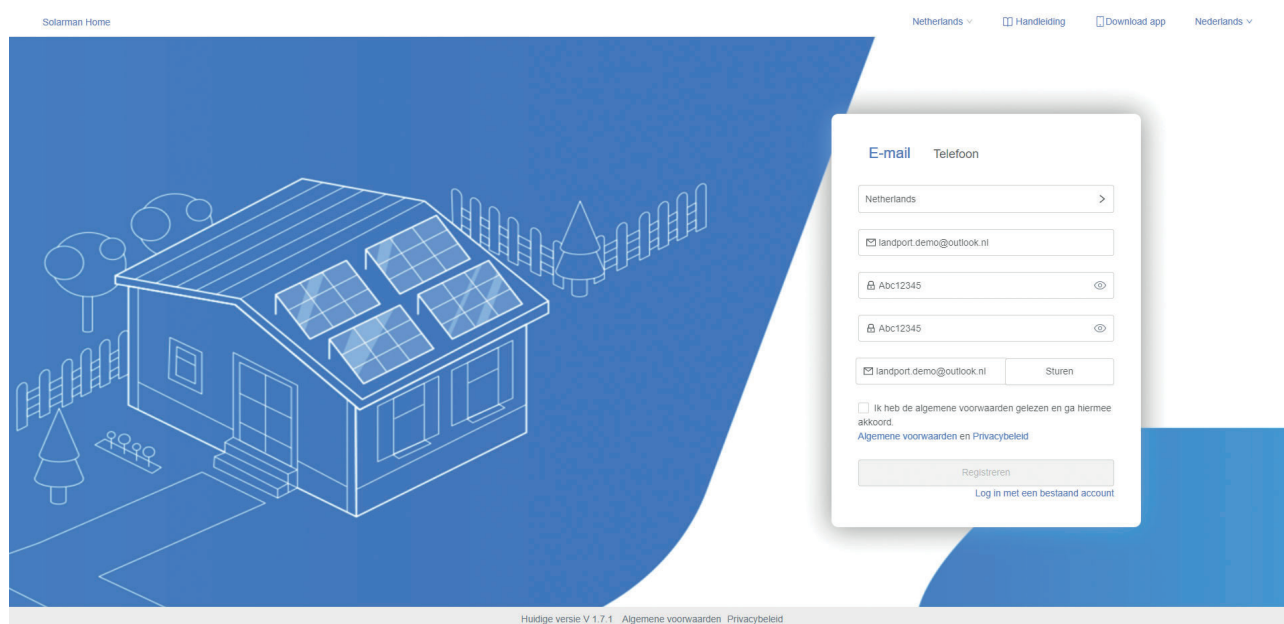 Solarman Home
Netherlands
Handleiding
Download app
Nederlands
E-mail Telefoon
Netherlands
landport.demo@outlook.nl
Abc12345
Abc12345
landport.demo@outlook.nl Sturen
Ik heb de algemene voorwaarden gelezen en ga hiermee
akkoord.
Algemene voorwaarden en Privacybeleid
Registreren
Log in met een bestaand account
Huidige versie V 1.7.1 Algemene voorwaarden Privacybeleid